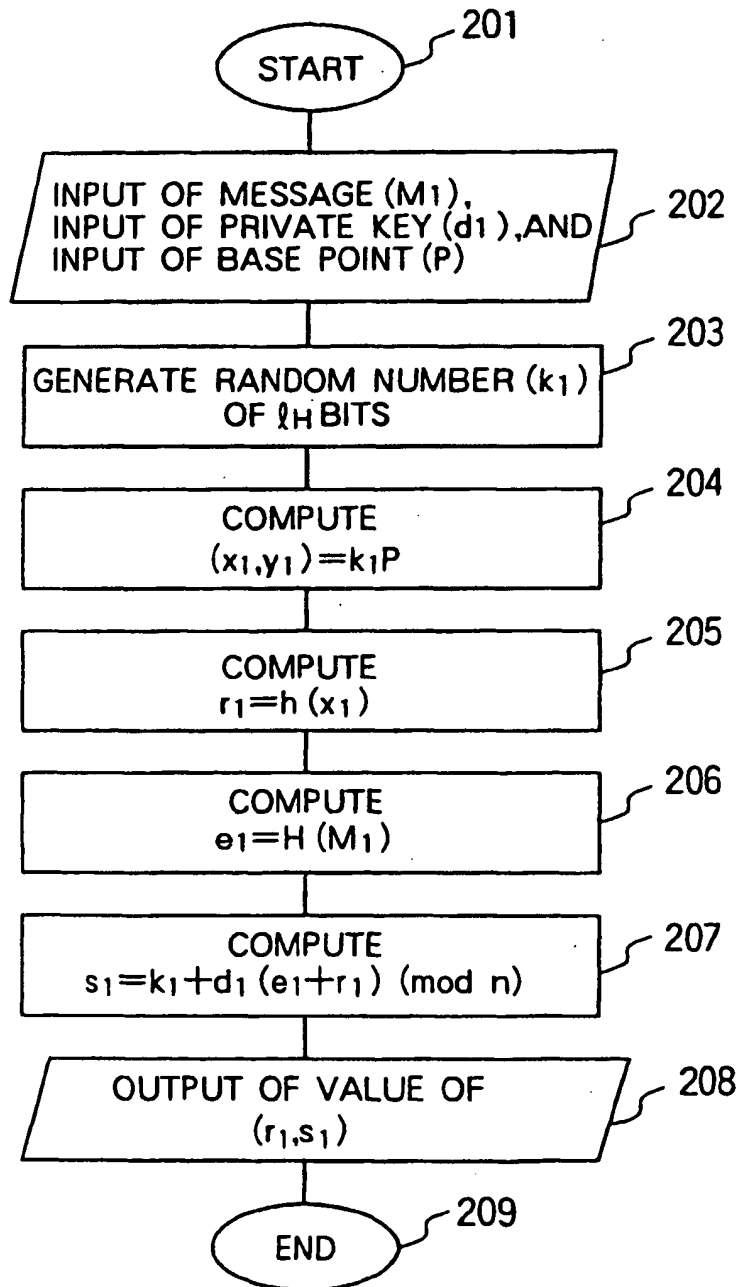 201
START
INPUT OF MESSAGE (M1),
INPUT OF PRIVATE KEY (d1), AND
INPUT OF BASE POINT (P)
202
203
GENERATE RANDOM NUMBER (k1)
OF ℓH BITS
204
COMPUTE
(x1,y1)=k1P
205
COMPUTE
r1=h(x1)
206
COMPUTE
e1=H(M1)
207
COMPUTE
s1=k1+d1(e1+r1) (mod n)
208
OUTPUT OF VALUE OF
(r1,s1)
209
END